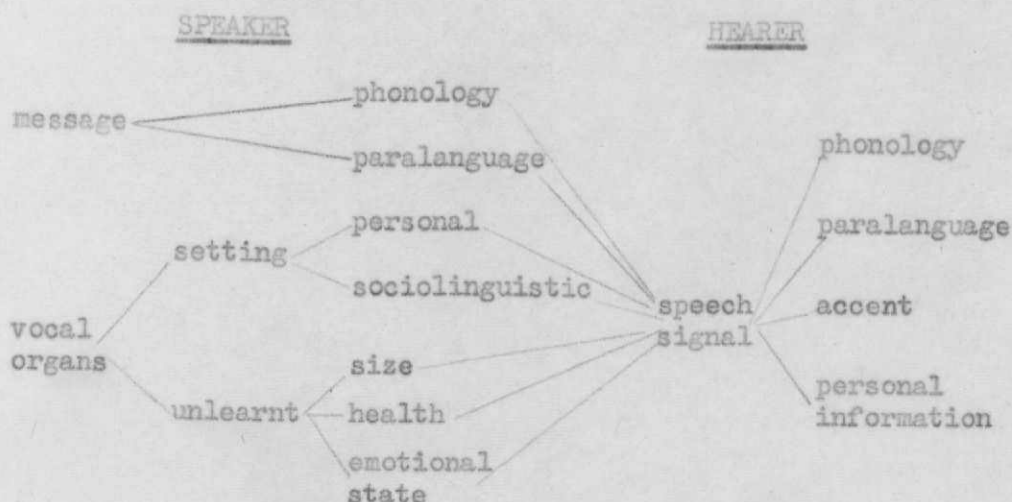 SPEAKER
HEARER
phonology
message
phonology
paralanguage
personal
paralanguage
setting
sociolinguistic
speech
signal
accent
vocal
organs
size
personal
information
unlearnt
health
emotional
state